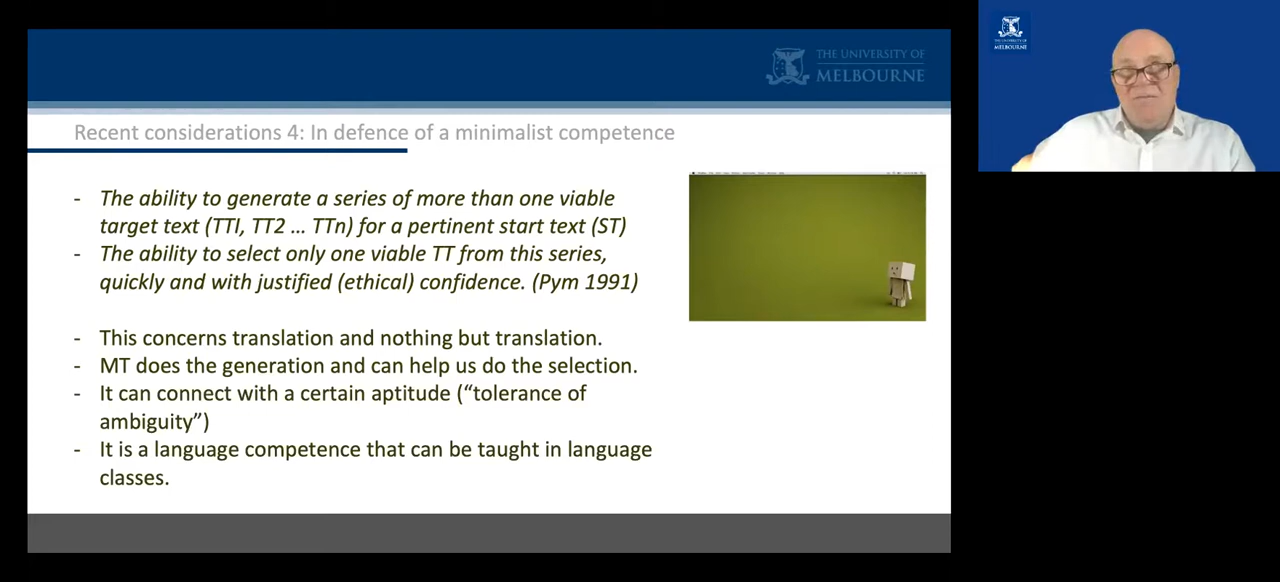 THE UNIVERSITY OF
MELBOURNE
MELBOURNE
Recent considerations 4: In defence of a minimalist competence
- The ability to generate a series of more than one viable
target text (TTI, TT2 ... TTn) for a pertinent start text (ST)
- The ability to select only one viable TT from this series,
quickly and with justified (ethical) confidence. (Pym 1991)
- This concerns translation and nothing but translation.
- MT does the generation and can help us do the selection.
- It can connect with a certain aptitude (“tolerance of
ambiguity”)
- It is a language competence that can be taught in language
classes.